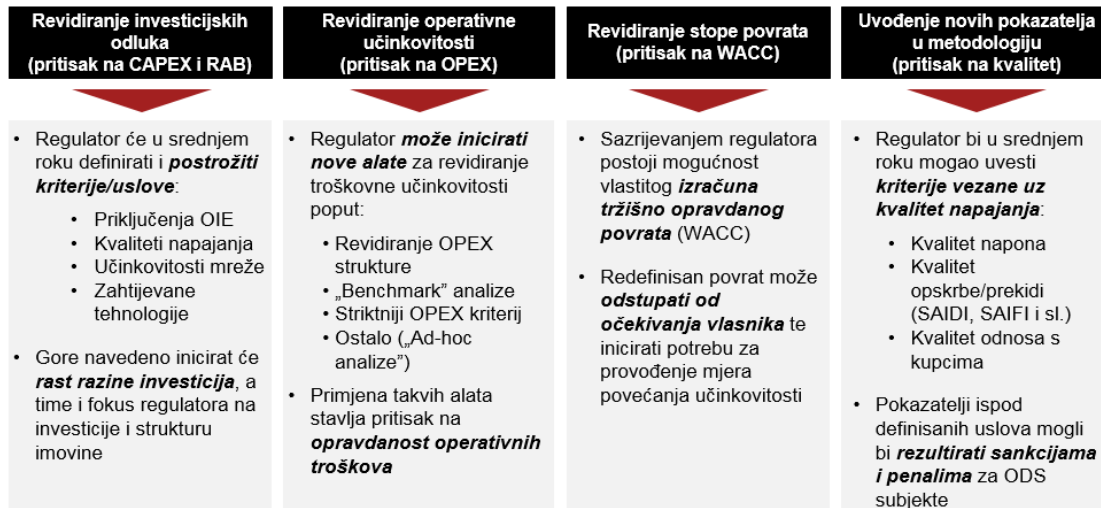 Revidiranje investicijskih
odluka
(pritisak na CAPEX i RAB)
• Regulator će u srednjem
roku definirati i postrožiti
kriterije/uslove:
• Priključenja OIE
• Kvaliteti napajanja
• Učinkovitosti mreže
• Zahtijevane
tehnologije
• Gore navedeno inicirat će
rast razine investicija, a
time i fokus regulatora na
investicije i strukturu
imovine
Revidiranje operativne
učinkovitosti
(pritisak na OPEX)
• Regulator može inicirati
nove alate za revidiranje
troškovne učinkovitosti
poput:
• Revidiranje OPEX
strukture
• „Benchmark” analize
• Striktniji OPEX kriterij
• Ostalo („Ad-hoc
analize”)
• Primjena takvih alata
stavlja pritisak na
opravdanost operativnih
troškova
Revidiranje stope povrata
(pritisak na WACC)
• Sazrijevanjem regulatora
postoji mogućnost
vlastitog izračuna
tržišno opravdanog
povrata (WACC)
• Redefinisan povrat može
odstupati od
očekivanja vlasnika te
inicirati potrebu za
provođenje mjera
povećanja učinkovitosti
Uvođenje novih pokazatelja
u metodologiju
(pritisak na kvalitet)
• Regulator bi u srednjem
roku mogao uvesti
kriterije vezane uz
kvalitet napajanja:
• Kvalitet napona
• Kvalitet
opskrbe/prekidi
(SAIDI, SAIFI i sl.)
• Kvalitet odnosa s
kupcima
• Pokazatelji ispod
definisanih uslova mogli
bi rezultirati sankcijama
i penalima za ODS
subjekte